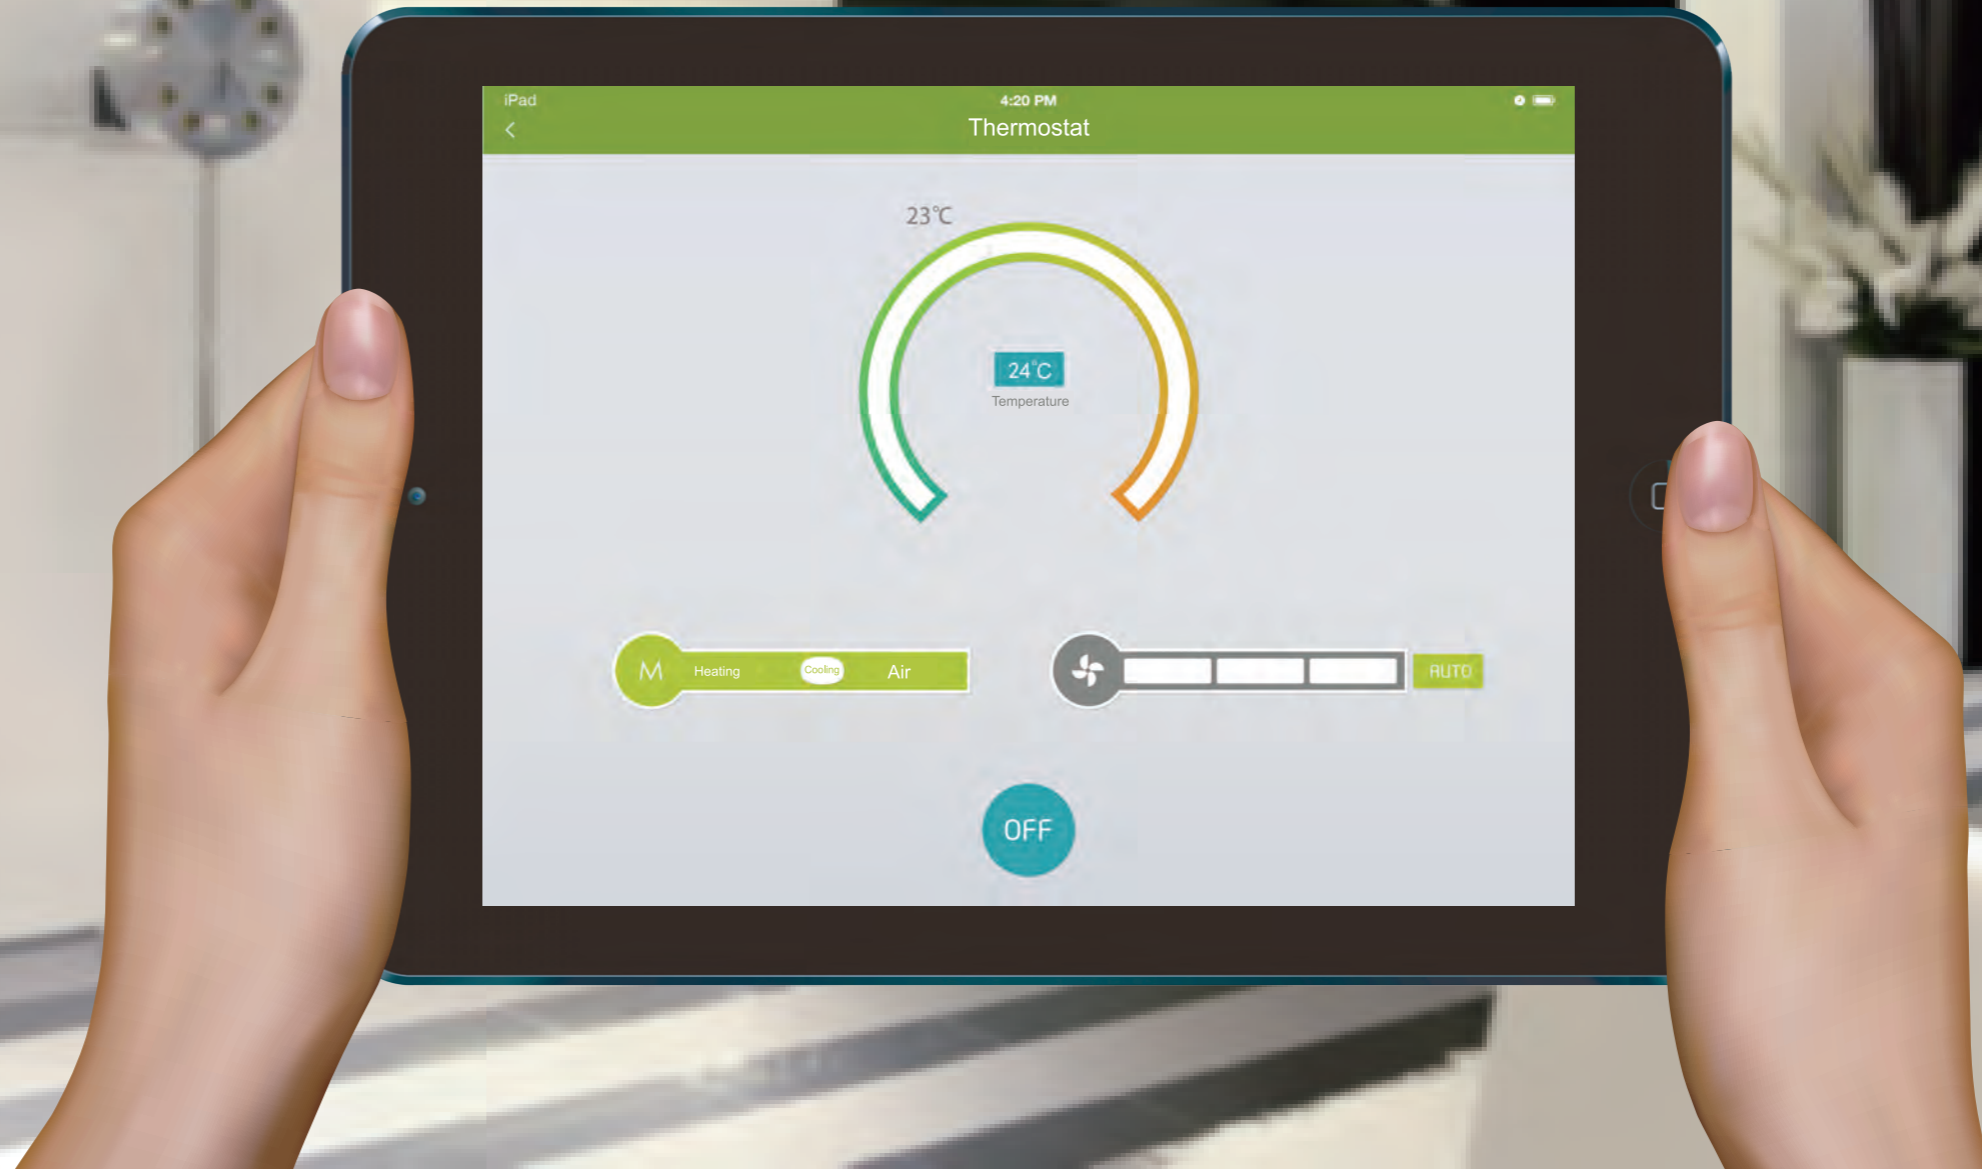 iPad
4:20 PM
Thermostat
23°C
24°C
Temperature
M
Heating
Cooling
Air
AUTO
OFF